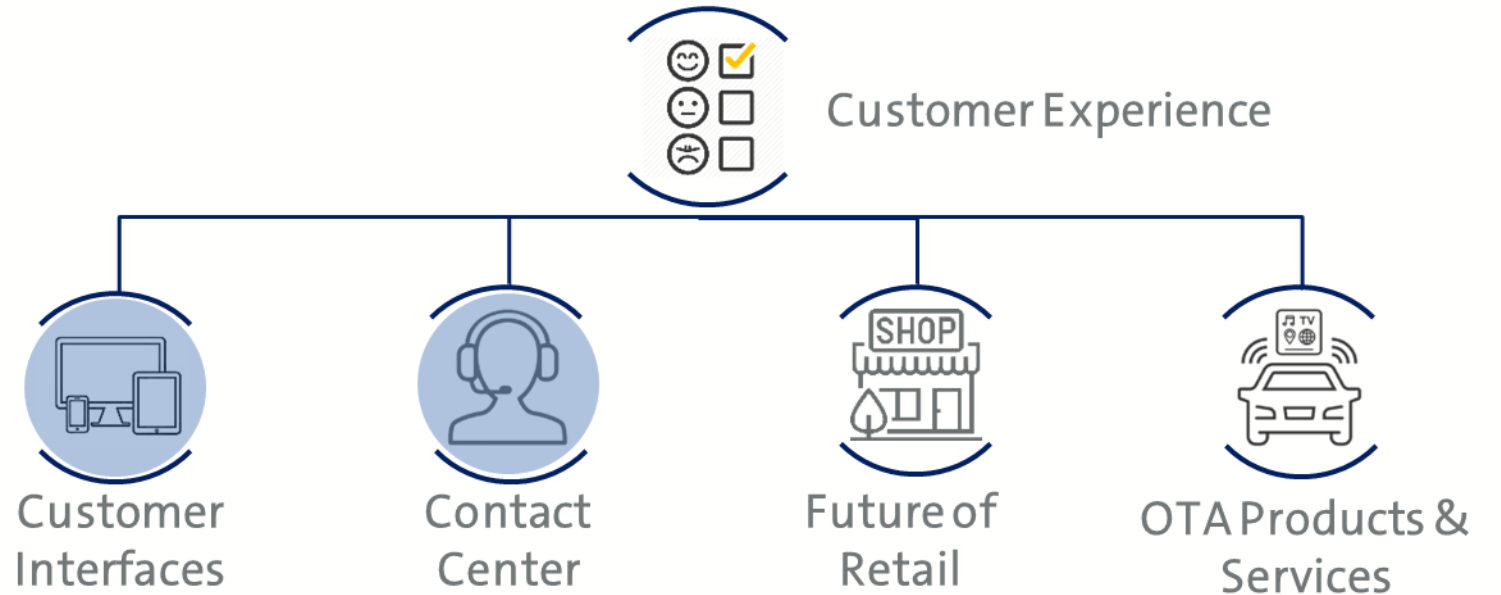 Customer Experience
SHOP
TV
Customer
Interfaces
Contact
Center
Future of
Retail
OTA Products &
Services